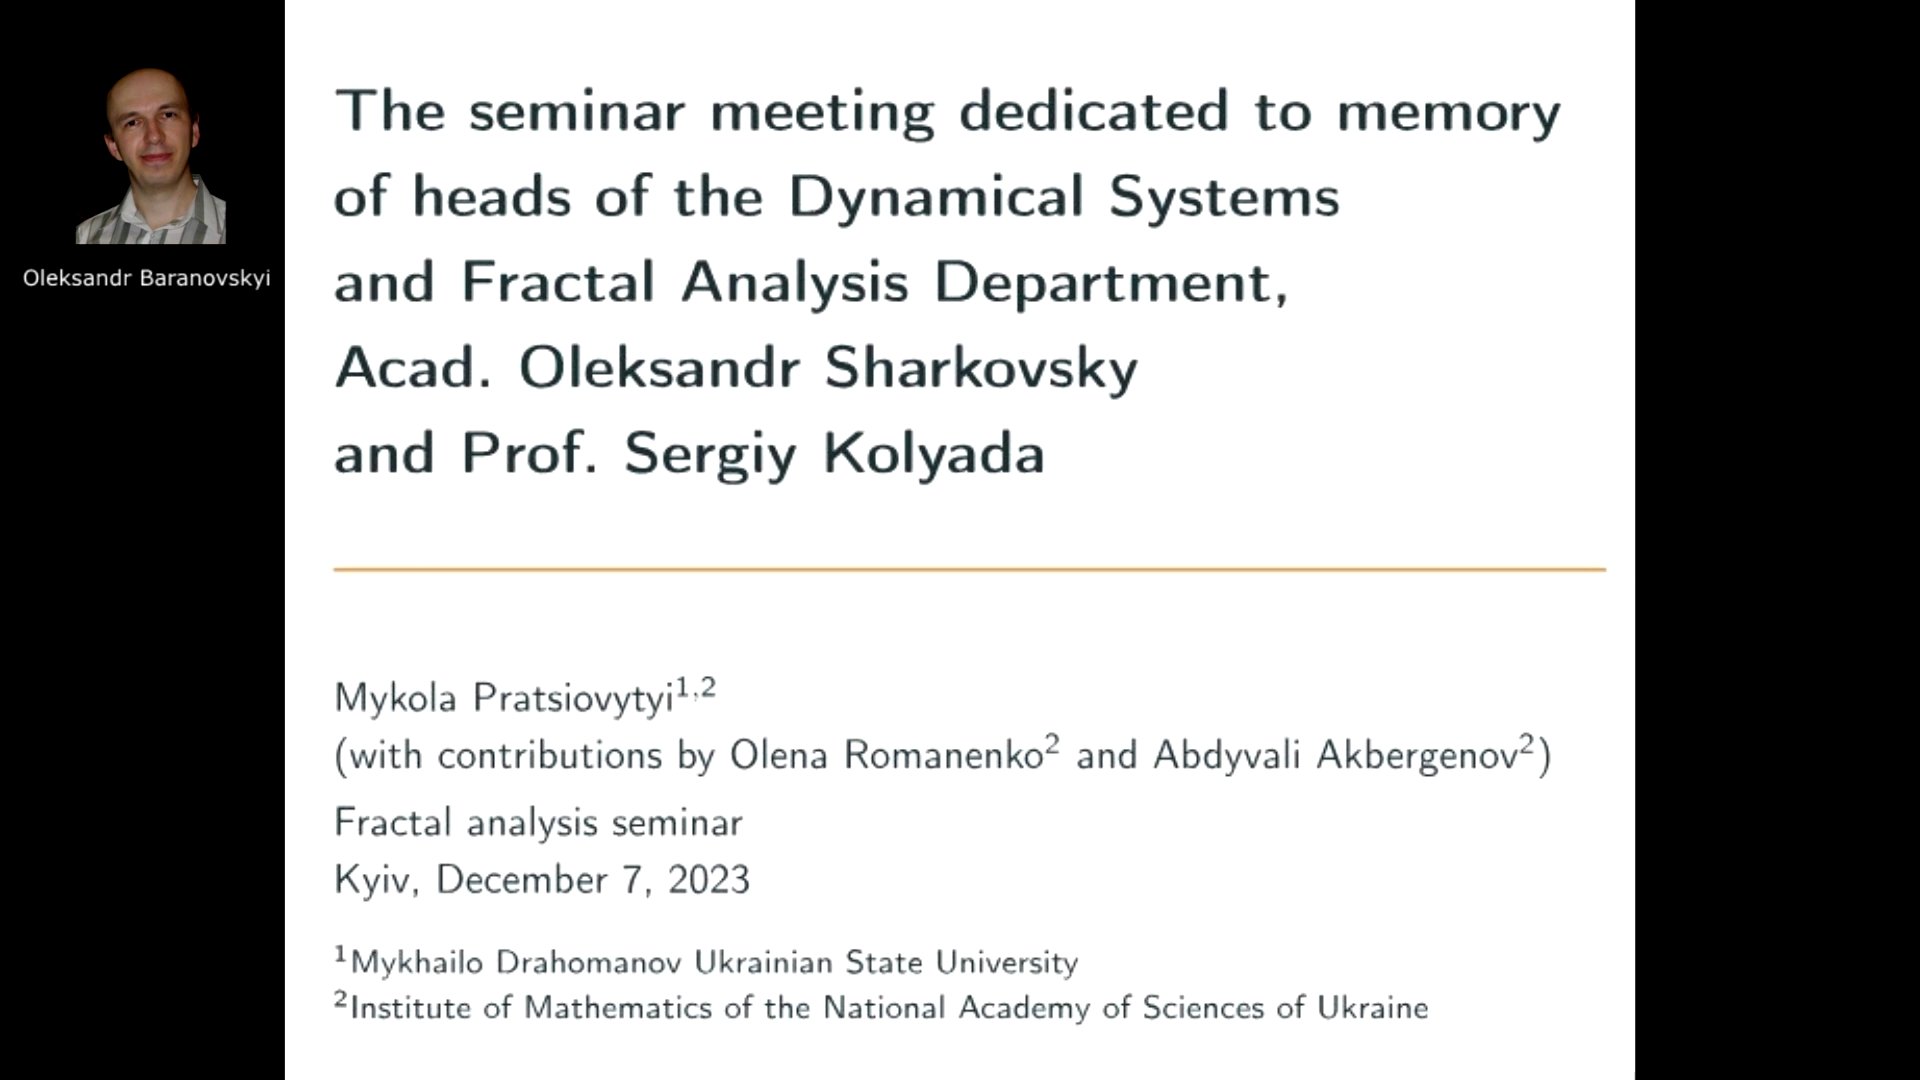 Oleksandr Baranovskyi
The seminar meeting dedicated to memory
of heads of the Dynamical Systems
and Fractal Analysis Department,
Acad. Oleksandr Sharkovsky
and Prof. Sergiy Kolyada
Mykola Pratsiovytyi¹,²
(with contributions by Olena Romanenko² and Abdyvali Akbergenov²)
Fractal analysis seminar
Kyiv, December 7, 2023
¹Mykhailo Drahomanov Ukrainian State University
²Institute of Mathematics of the National Academy of Sciences of Ukraine